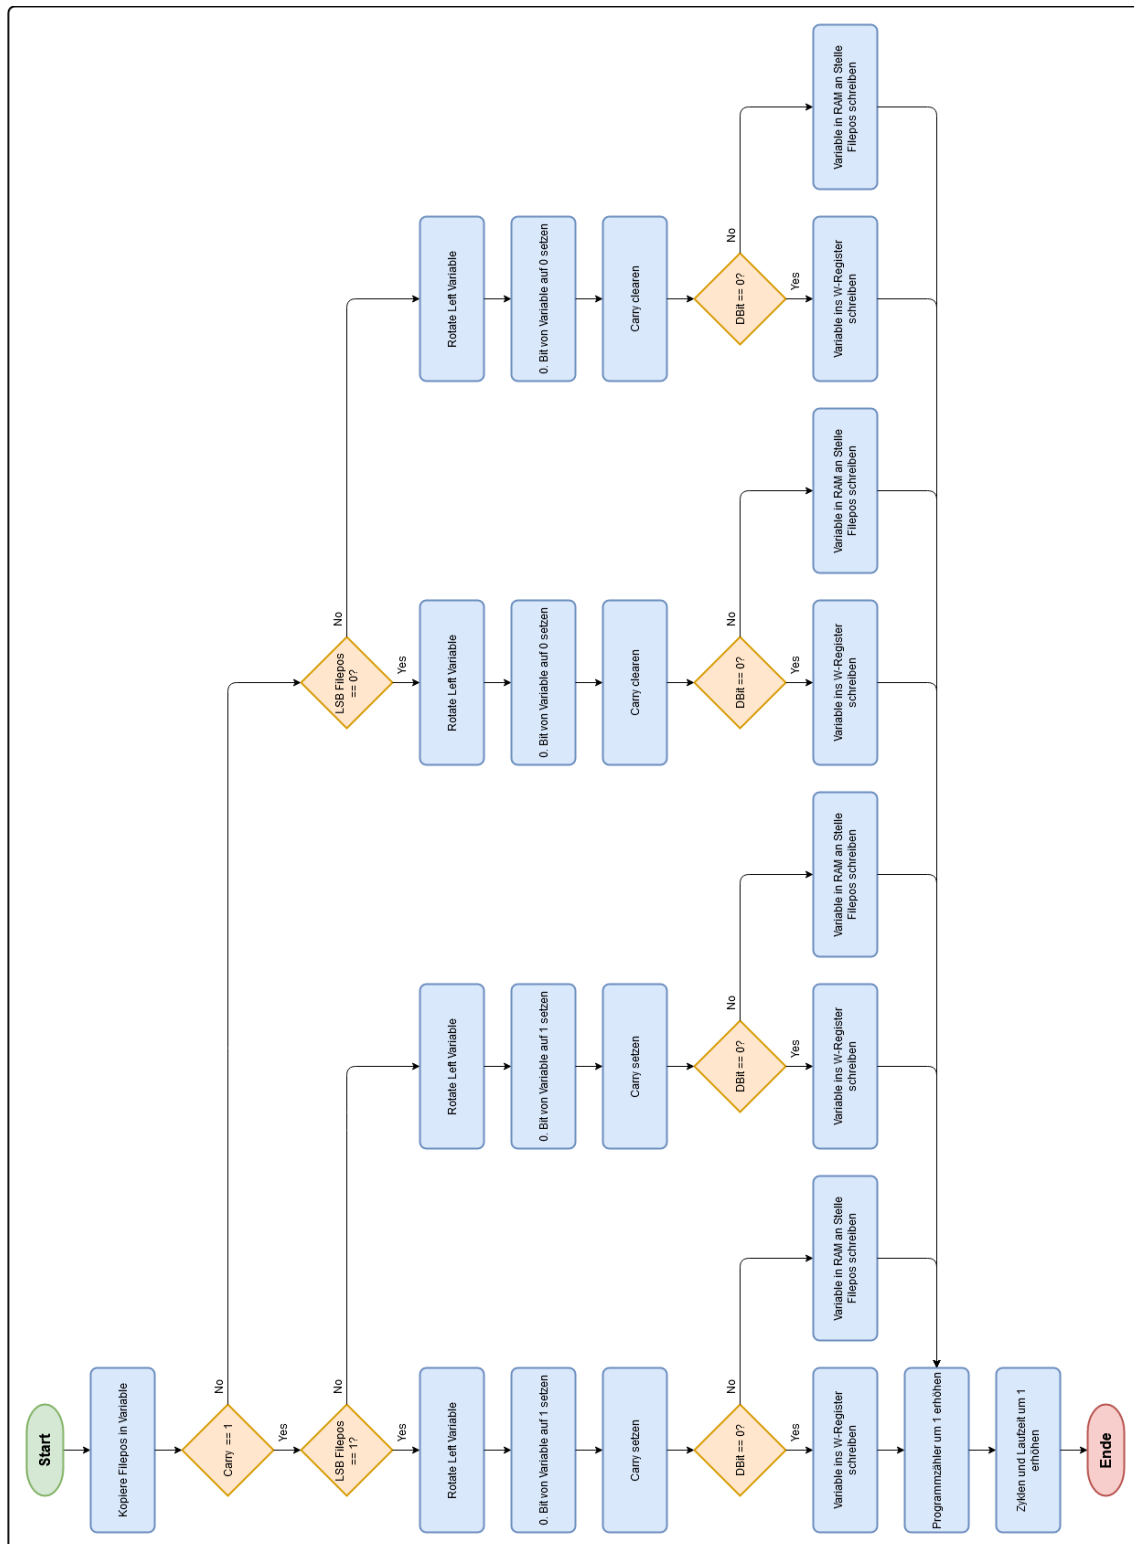 Start
Kopiere Filepos in Variable
Carry == 1
No
Yes
LSB Filepos
== 1?
No
Yes
Rotate Left Variable
0. Bit von Variable auf 1 setzen
Carry setzen
DBit == 0?
No
Yes
Variable ins W-Register
schreiben
Variable in RAM an Stelle
Filepos schreiben
Rotate Left Variable
0. Bit von Variable auf 1 setzen
Carry setzen
DBit == 0?
No
Yes
Variable ins W-Register
schreiben
Variable in RAM an Stelle
Filepos schreiben
LSB Filepos
== 0?
No
Yes
Rotate Left Variable
0. Bit von Variable auf 0 setzen
Carry clearen
DBit == 0?
No
Yes
Variable ins W-Register
schreiben
Variable in RAM an Stelle
Filepos schreiben
Rotate Left Variable
0. Bit von Variable auf 0 setzen
Carry clearen
DBit == 0?
No
Yes
Variable ins W-Register
schreiben
Variable in RAM an Stelle
Filepos schreiben
Programmzähler um 1 erhöhen
Zyklen und Laufzeit um 1
erhöhen
Ende